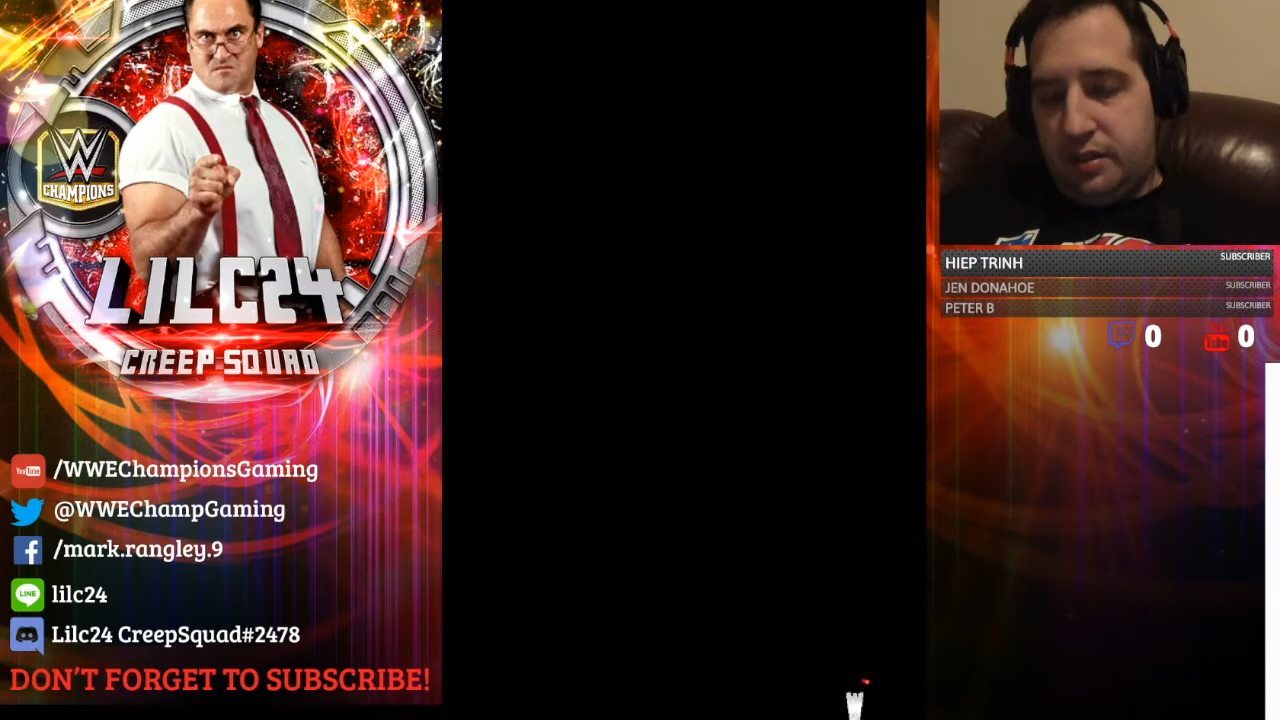 W
CHAMPIONS
LILC24
CREEP SQUAD
/WWEChampionsGaming
@WWEChampGaming
/mark.rangley.9
LINE
lilc24
Lilc24 CreepSquad#2478
DON'T FORGET TO SUBSCRIBE!
HIEP TRINH SUBSCRIBER
JEN DONAHOE SUBSCRIBER
PETER B SUBSCRIBER
0 0